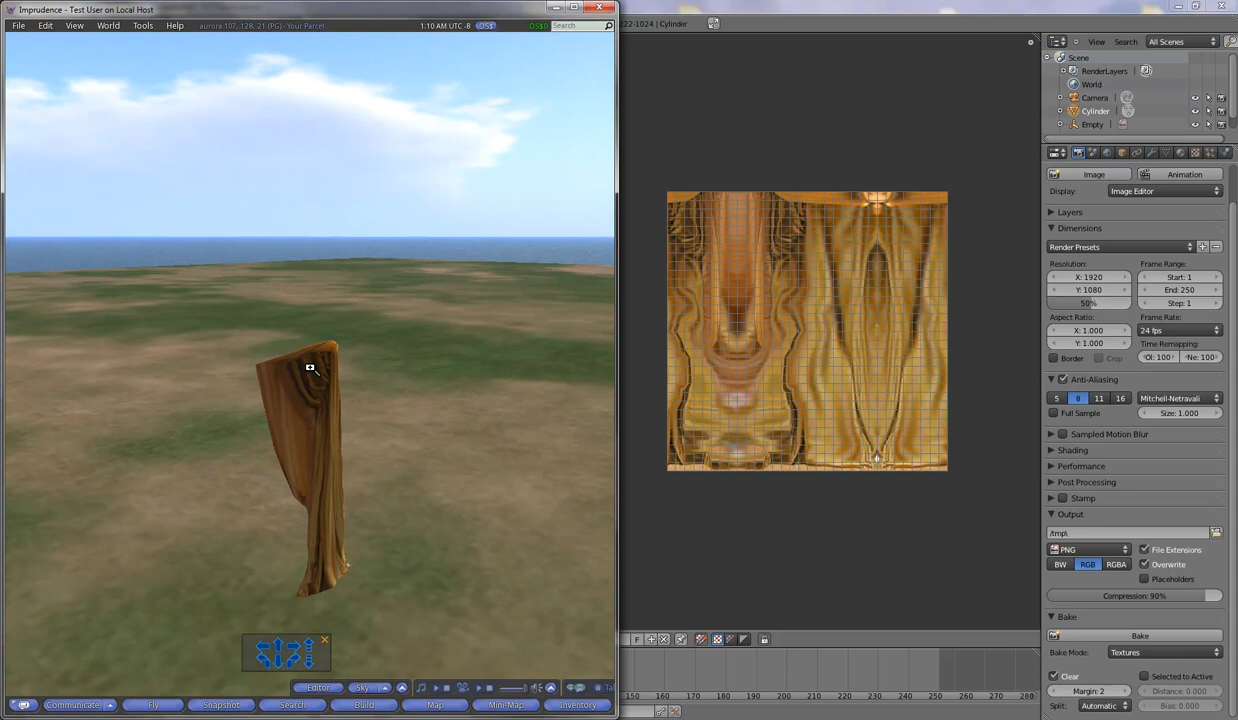 Imprudence - Test User on Local Host
File Edit View World Tools Help aurora 107, 128, 21 (PG) - Your Parcel 1:10 AM UTC -8 OS$ OS$0 Search
222-1024 | Cylinder
View Search All Scenes
Scene
RenderLayers |
World
Camera |
Cylinder |
Empty |
Image Animation
Display: Image Editor
Layers
Dimensions
Render Presets
Resolution: Frame Range:
X: 1920 Start: 1
Y: 1080 End: 250
50% Step: 1
Aspect Ratio: Frame Rate:
X: 1.000 24 fps
Y: 1.000 Time Remapping:
Border Crop Ol: 100 Ne: 100
Anti-Aliasing
5 8 11 16 Mitchell-Netravali
Full Sample Size: 1.000
Sampled Motion Blur
Shading
Performance
Post Processing
Stamp
Output
/tmp\
PNG File Extensions
BW RGB RGBA Overwrite
Placeholders
Compression: 90%
Bake
Bake
Bake Mode: Textures
Clear Selected to Active
Margin: 2 Distance: 0.000
Split: Automatic Bias: 0.000
F
150 160 170 180 190 200 210 220 230 240 250 260 270 280
Editor Sky
Communicate Fly Snapshot Search Build Map Mini-Map Inventory